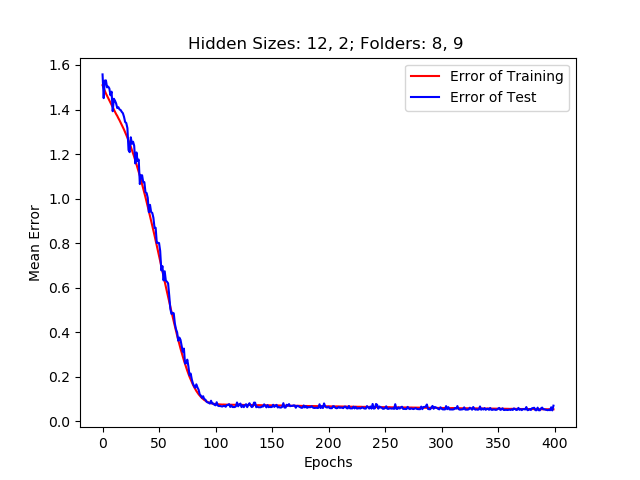 Hidden Sizes: 12, 2; Folders: 8, 9
Error of Training
Error of Test
1.6
1.4
1.2
1.0
0.8
0.6
0.4
0.2
0.0
Mean Error
0 50 100 150 200 250 300 350 400
Epochs